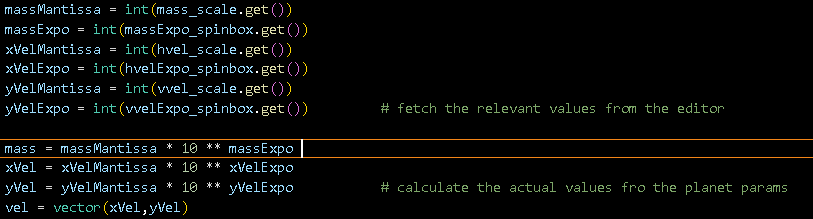 massMantissa = int(mass_scale.get())
massExpo = int(massExpo_spinbox.get())
xVelMantissa = int(hvel_scale.get())
xVelExpo = int(hvelExpo_spinbox.get())
yVelMantissa = int(vvel_scale.get())
yVelExpo = int(vvelExpo_spinbox.get())          # fetch the relevant values from the editor
mass = massMantissa * 10 ** massExpo
xVel = xVelMantissa * 10 ** xVelExpo
yVel = yVelMantissa * 10 ** yVelExpo            # calculate the actual values fro the planet params
vel = vector(xVel,yVel)